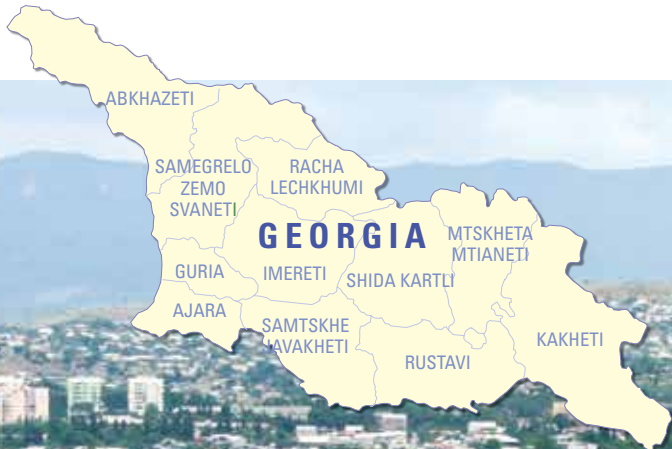 ABKHAZETI
SAMEGRELO
ZEMO
SVANETI
RACHA
LECHKHUMI
GEORGIA
MTSKHETA
MTIANETI
GURIA
IMERETI
SHIDA KARTLI
AJARA
SAMTSKHE
JAVAKHETI
RUSTAVI
KAKHETI